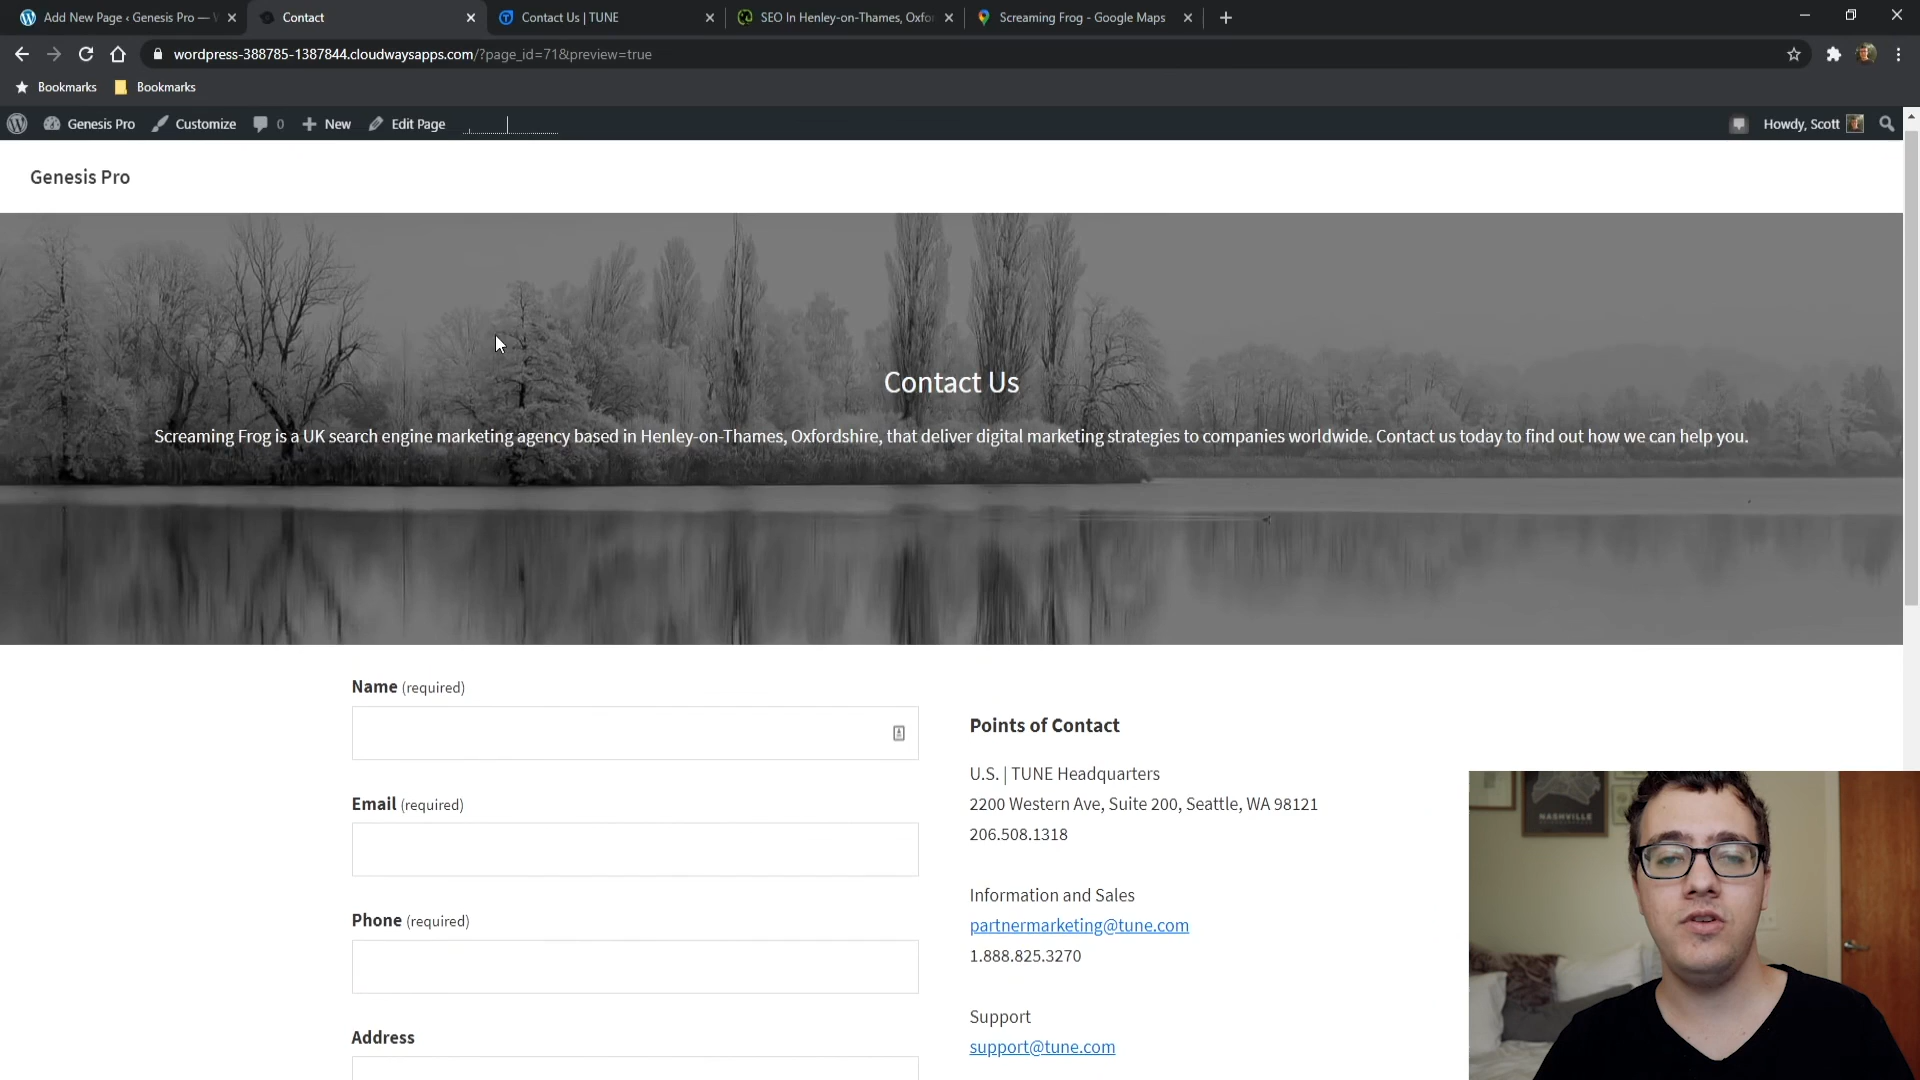 Add New Page ‹ Genesis Pro —
Contact
Contact Us | TUNE
SEO In Henley-on-Thames, Oxfor
Screaming Frog - Google Maps
wordpress-388785-1387844.cloudwaysapps.com/?page_id=71&preview=true
Bookmarks
Bookmarks
Genesis Pro
Customize
0
New
Edit Page
Howdy, Scott
Genesis Pro
Contact Us
Screaming Frog is a UK search engine marketing agency based in Henley-on-Thames, Oxfordshire, that deliver digital marketing strategies to companies worldwide. Contact us today to find out how we can help you.
Name (required)
Email (required)
Phone (required)
Address
Points of Contact
U.S. | TUNE Headquarters
2200 Western Ave, Suite 200, Seattle, WA 98121
206.508.1318
Information and Sales
partnermarketing@tune.com
1.888.825.3270
Support
support@tune.com
NASHVILLE